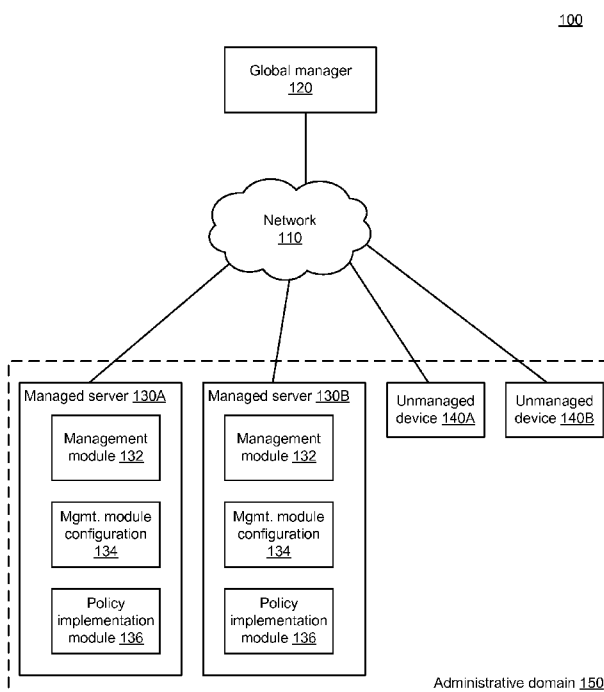 100
Global manager
120
Network
110
Managed server 130A
Management
module 132
Mgmt. module
configuration
134
Policy
implementation
module 136
Managed server 130B
Management
module 132
Mgmt. module
configuration
134
Policy
implementation
module 136
Unmanaged
device 140A
Unmanaged
device 140B
Administrative domain 150